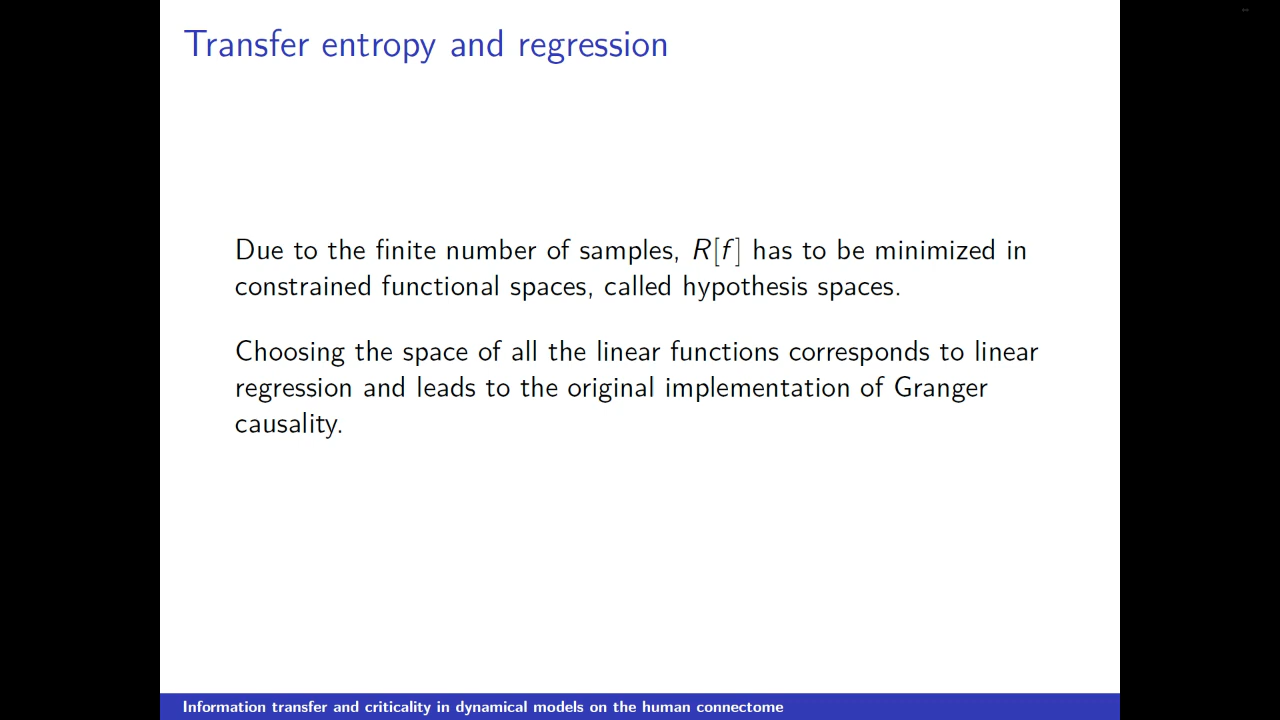 Transfer entropy and regression
Due to the finite number of samples, R[f] has to be minimized in
constrained functional spaces, called hypothesis spaces.
Choosing the space of all the linear functions corresponds to linear
regression and leads to the original implementation of Granger
causality.
Information transfer and criticality in dynamical models on the human connectome